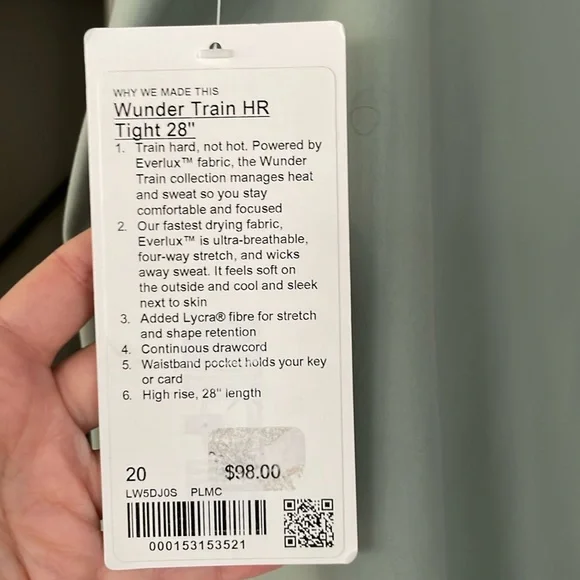 WHY WE MADE THIS
Wunder Train HR
Tight 28"
1. Train hard, not hot. Powered by
Everlux™ fabric, the Wunder
Train collection manages heat
and sweat so you stay
comfortable and focused
2. Our fastest drying fabric,
Everlux™ is ultra-breathable,
four-way stretch, and wicks
away sweat. It feels soft on
the outside and cool and sleek
next to skin
3. Added Lycra® fibre for stretch
and shape retention
4. Continuous drawcord
5. Waistband pocket holds your key
or card
6. High rise, 28" length
20 $98.00
LW5DJ0S PLMC
000153153521